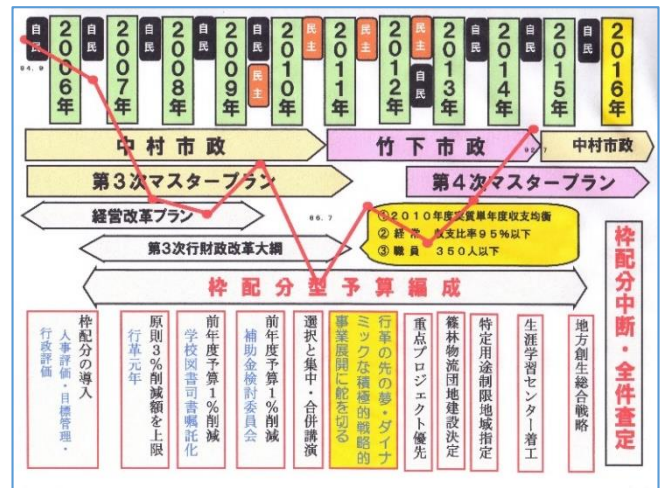 自民
2006年
自民
2007年
自民
2008年
自民
2009年
自民
民主
2010年
民主
2011年
民主
2012年
民主
自民
2013年
自民
2014年
自民
2015年
自民
2016年
94.9
中村市政
竹下市政
中村市政
第3次マスタープラン
第4次マスタープラン
経営改革プラン
86.7
①2010年度実質単年度収支均衡
②経常 収支比率95%以下
③職員 350人以下
第3次行財政改革大綱
枠配分型予算編成
枠配分中断・全件査定
枠配分の導入
人事評価・目標管理・
行政評価
原則3%削減額を上限
行革元年
前年度予算1%削減
学校図書司書嘱託化
前年度予算1%削減
補助金検討委員会
選択と集中・合併講演
行革の先の夢・ダイナ
ミックな積極的戦略的
事業展開に舵を切る
重点プロジェクト優先
篠林物流団地建設決定
特定用途制限地域指定
生涯学習センター着工
地方創生総合戦略